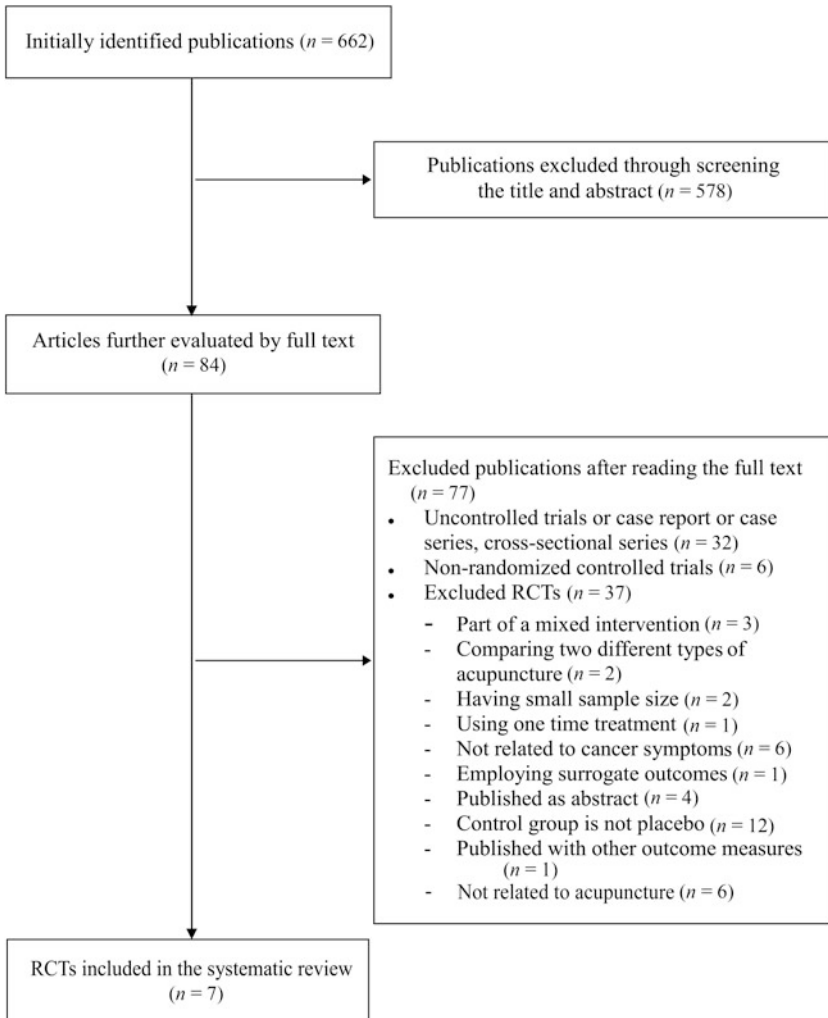 Initially identified publications (n = 662)
Publications excluded through screening
the title and abstract (n = 578)
Articles further evaluated by full text
(n = 84)
Excluded publications after reading the full text
(n = 77)
• Uncontrolled trials or case report or case
series, cross-sectional series (n = 32)
• Non-randomized controlled trials (n = 6)
• Excluded RCTs (n = 37)
- Part of a mixed intervention (n = 3)
- Comparing two different types of
acupuncture (n = 2)
- Having small sample size (n = 2)
- Using one time treatment (n = 1)
- Not related to cancer symptoms (n = 6)
- Employing surrogate outcomes (n = 1)
- Published as abstract (n = 4)
- Control group is not placebo (n = 12)
- Published with other outcome measures
(n = 1)
- Not related to acupuncture (n = 6)
RCTs included in the systematic review
(n = 7)